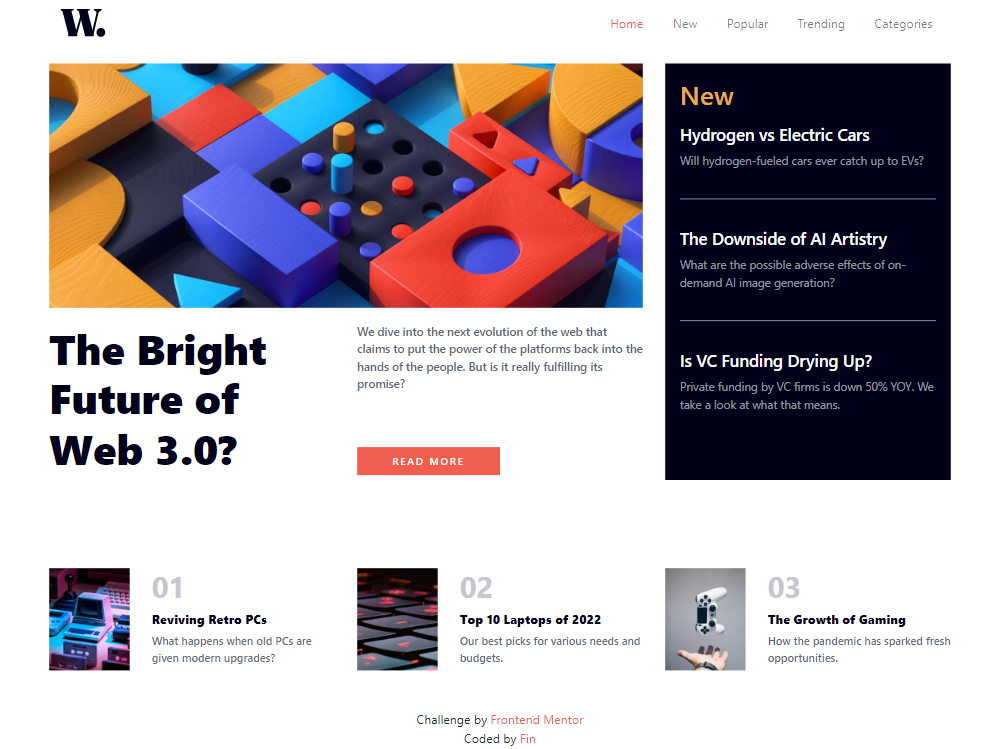 W.
Home New Popular Trending Categories
The Bright
Future of
Web 3.0?
We dive into the next evolution of the web that
claims to put the power of the platforms back into the
hands of the people. But is it really fulfilling its
promise?
READ MORE
New
Hydrogen vs Electric Cars
Will hydrogen-fueled cars ever catch up to EVs?
The Downside of AI Artistry
What are the possible adverse effects of on-
demand AI image generation?
Is VC Funding Drying Up?
Private funding by VC firms is down 50% YOY. We
take a look at what that means.
01
Reviving Retro PCs
What happens when old PCs are
given modern upgrades?
02
Top 10 Laptops of 2022
Our best picks for various needs and
budgets.
03
The Growth of Gaming
How the pandemic has sparked fresh
opportunities.
Challenge by Frontend Mentor
Coded by Fin